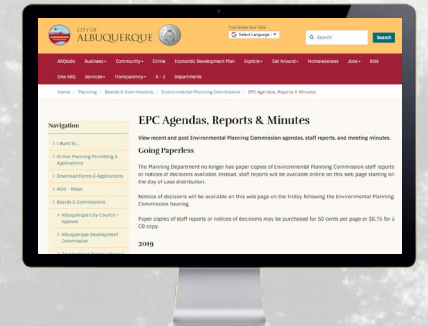 Translate Our Site
CITY OF
ALBUQUERQUE
Select Language
Search
Search
ABQtodo Business Community Crime Economic Development Plan Explore Get Around Homelessness Jobs Kids
One ABQ Services Transparency A - Z Departments
Home / Planning / Boards & Commissions / Environmental Planning Commission / EPC Agendas, Reports & Minutes
Navigation
I Want To ...
Online Planning Permitting & Applications
Download Forms & Applications
AGIS - Maps
Boards & Commissions
Albuquerque City Council - Appeals
Albuquerque Development Commission
EPC Agendas, Reports & Minutes
View recent and past Environmental Planning Commission agendas, staff reports, and meeting minutes.
Going Paperless
The Planning Department no longer has paper copies of Environmental Planning Commission staff reports
or notices of decisions available. Instead, staff reports will be available online on this web page starting on
the day of case distribution.
Notices of decisions will be available on this web page on the Friday following the Environmental Planning
Commission hearing.
Paper copies of staff reports or notices of decisions may be purchased for 50 cents per page or $6.75 for a
CD copy.
2019